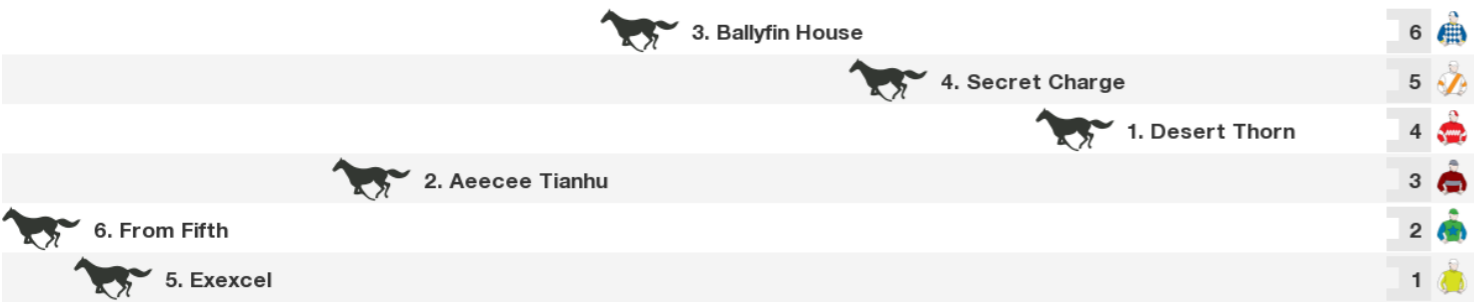 3. Ballyfin House 6
4. Secret Charge 5
1. Desert Thorn 4
2. Aeecee Tianhu 3
6. From Fifth 2
5. Exexcel 1